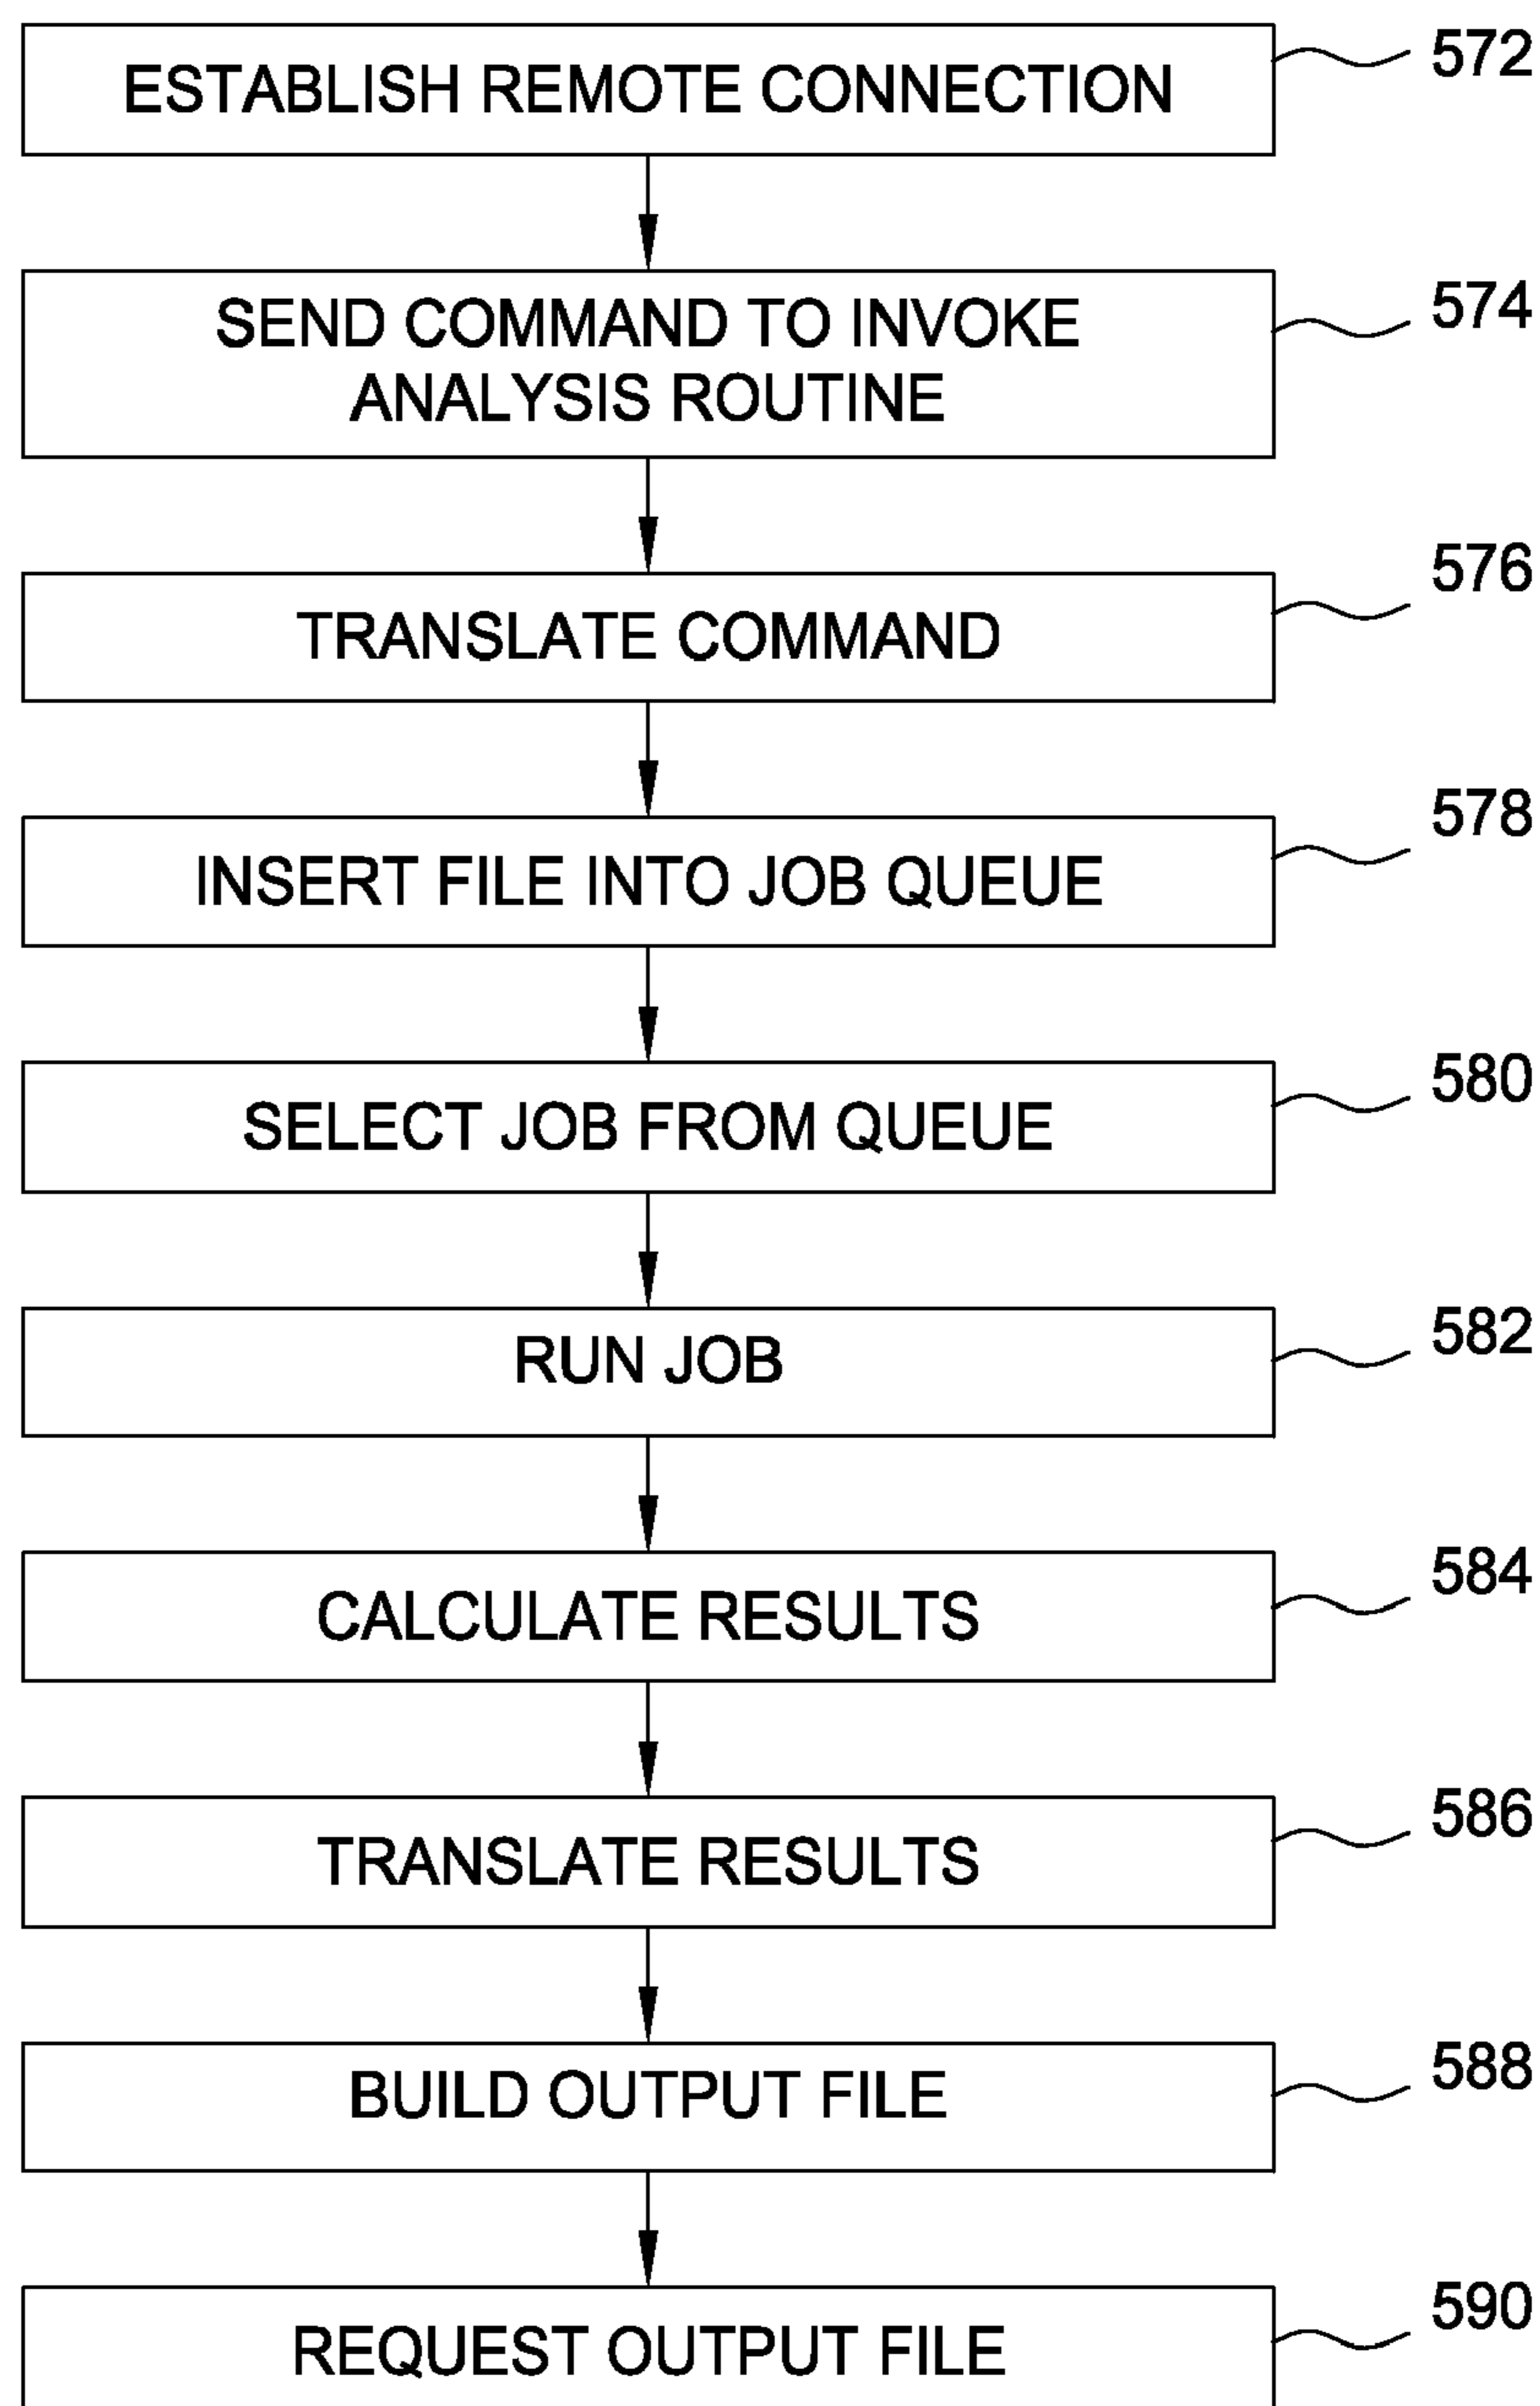 ESTABLISH REMOTE CONNECTION
572
SEND COMMAND TO INVOKE
ANALYSIS ROUTINE
574
TRANSLATE COMMAND
576
INSERT FILE INTO JOB QUEUE
578
SELECT JOB FROM QUEUE
580
RUN JOB
582
CALCULATE RESULTS
584
TRANSLATE RESULTS
586
BUILD OUTPUT FILE
588
REQUEST OUTPUT FILE
590